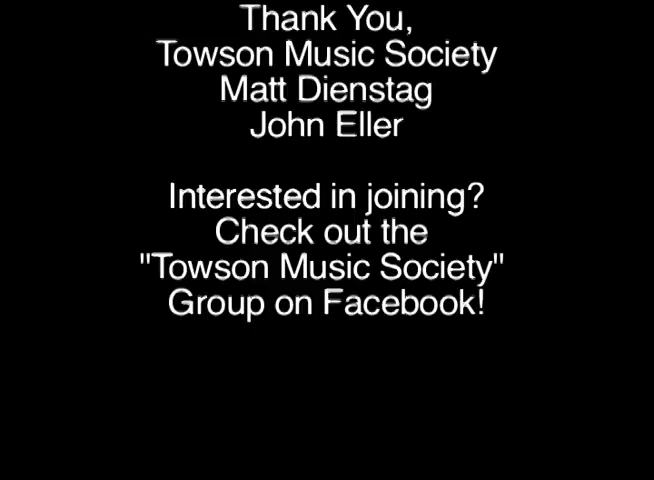 Thank You,
Towson Music Society
Matt Dienstag
John Eller
Interested in joining?
Check out the
"Towson Music Society"
Group on Facebook!